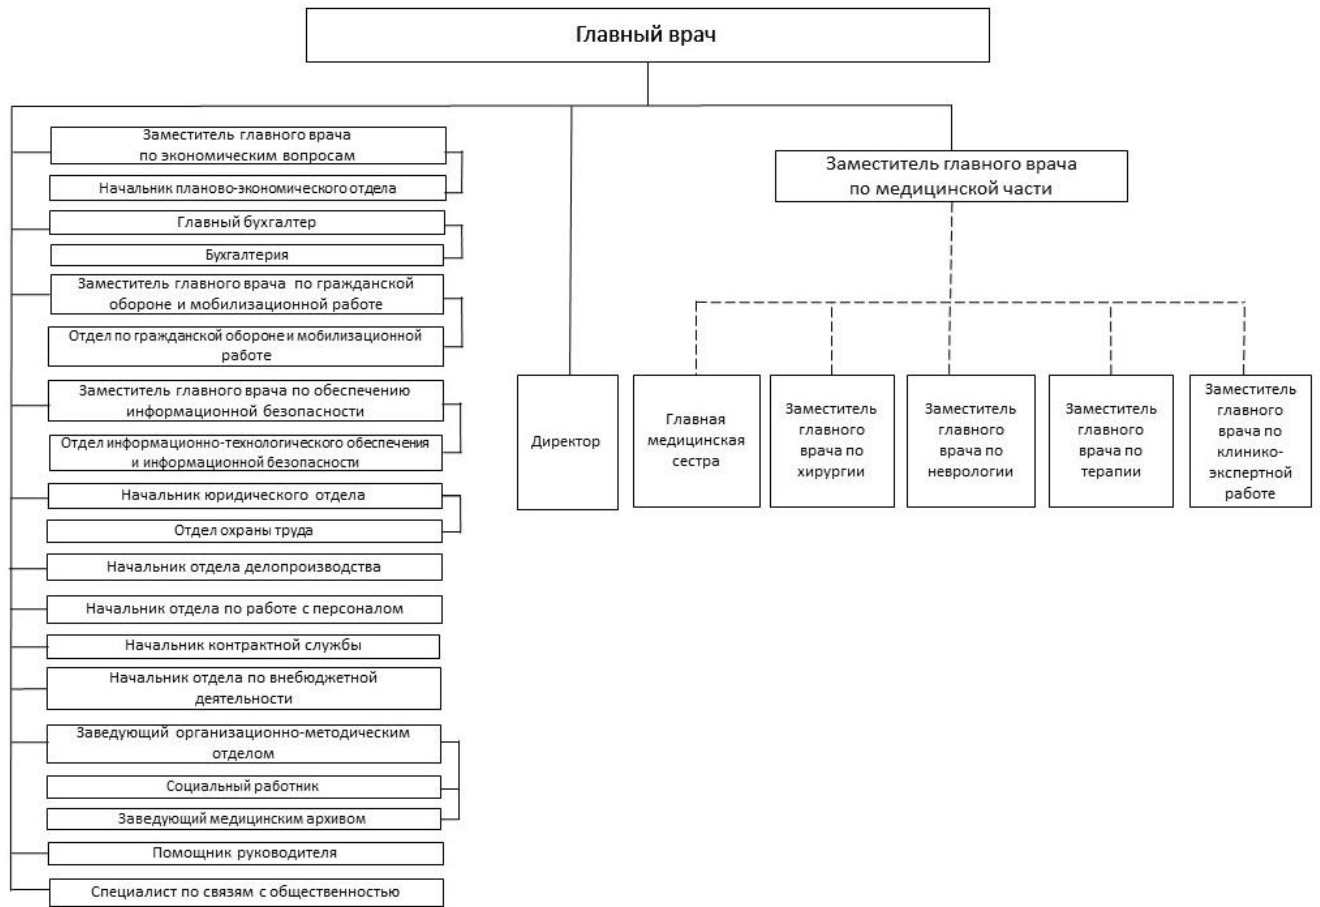 Главный врач
Заместитель главного врача
по экономическим вопросам
Начальник планово-экономического отдела
Главный бухгалтер
Бухгалтерия
Заместитель главного врача по гражданской
обороне и мобилизационной работе
Отдел по гражданской обороне и мобилизационной
работе
Заместитель главного врача по обеспечению
информационной безопасности
Отдел информационно-технологического обеспечения
и информационной безопасности
Начальник юридического отдела
Отдел охраны труда
Начальник отдела делопроизводства
Начальник отдела по работе с персоналом
Начальник контрактной службы
Начальник отдела по внебюджетной
деятельности
Заведующий организационно-методическим
отделом
Социальный работник
Заведующий медицинским архивом
Помощник руководителя
Специалист по связям с общественностью
Заместитель главного врача
по медицинской части
Директор
Главная
медицинская
сестра
Заместитель
главного
врача по
хирургии
Заместитель
главного
врача по
неврологии
Заместитель
главного
врача по
терапии
Заместитель
главного
врача по
клинико-
экспертной
работе